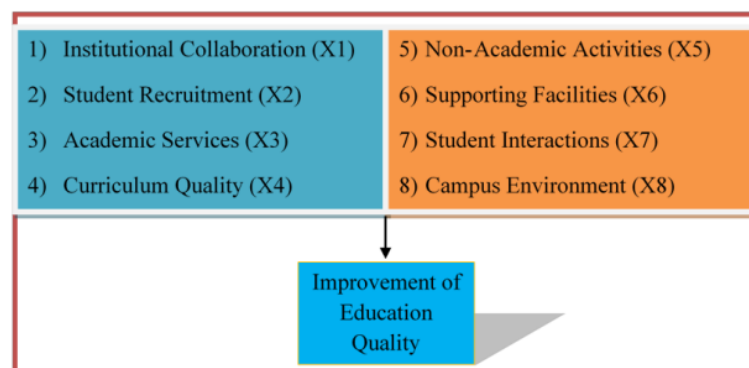 1) Institutional Collaboration (X1)
2) Student Recruitment (X2)
3) Academic Services (X3)
4) Curriculum Quality (X4)
5) Non-Academic Activities (X5)
6) Supporting Facilities (X6)
7) Student Interactions (X7)
8) Campus Environment (X8)
Improvement of
Education
Quality